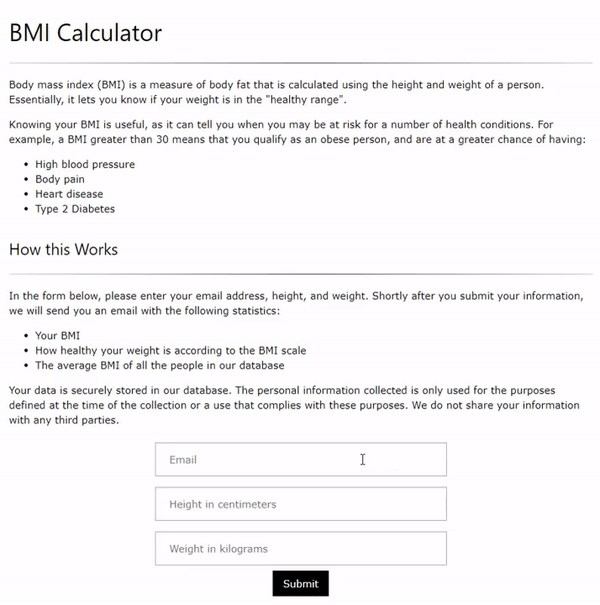 BMI Calculator
Body mass index (BMI) is a measure of body fat that is calculated using the height and weight of a person.
Essentially, it lets you know if your weight is in the "healthy range".
Knowing your BMI is useful, as it can tell you when you may be at risk for a number of health conditions. For
example, a BMI greater than 30 means that you qualify as an obese person, and are at a greater chance of having:
• High blood pressure
• Body pain
• Heart disease
• Type 2 Diabetes
How this Works
In the form below, please enter your email address, height, and weight. Shortly after you submit your information,
we will send you an email with the following statistics:
• Your BMI
• How healthy your weight is according to the BMI scale
• The average BMI of all the people in our database
Your data is securely stored in our database. The personal information collected is only used for the purposes
defined at the time of the collection or a use that complies with these purposes. We do not share your information
with any third parties.
Email
Height in centimeters
Weight in kilograms
Submit